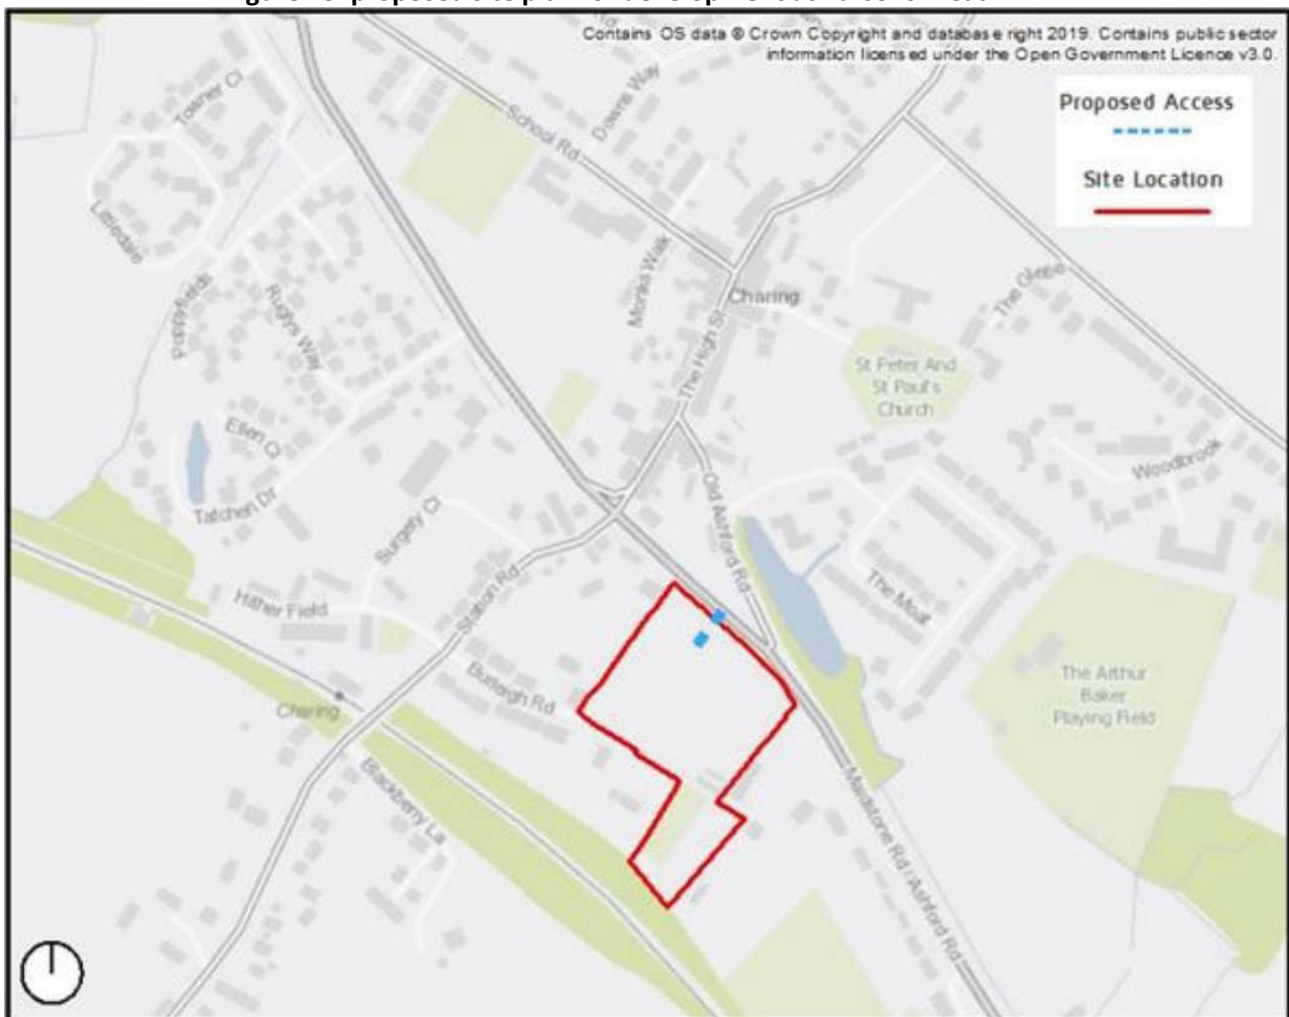 Contains OS data © Crown Copyright and database right 2019. Contains public sector
information licensed under the Open Government Licence v3.0.
Proposed Access
Site Location
Towner Cl
Downs Way
School Rd
Rd
Littledale
Monks Walk
Charing
The Glebe
Poppyfields
Rughs Way
The High St
St Peter And
St Paul's
Church
Ellen Cl
Woodbrook
Tatchell Dr
Surgery Cl
Old Ashford Rd
Hither Field
Station Rd
The Moat
Burleigh Rd
The Arthur
Baker
Playing Field
Charing
Blackberry La
Maidstone Rd / Ashford Rd